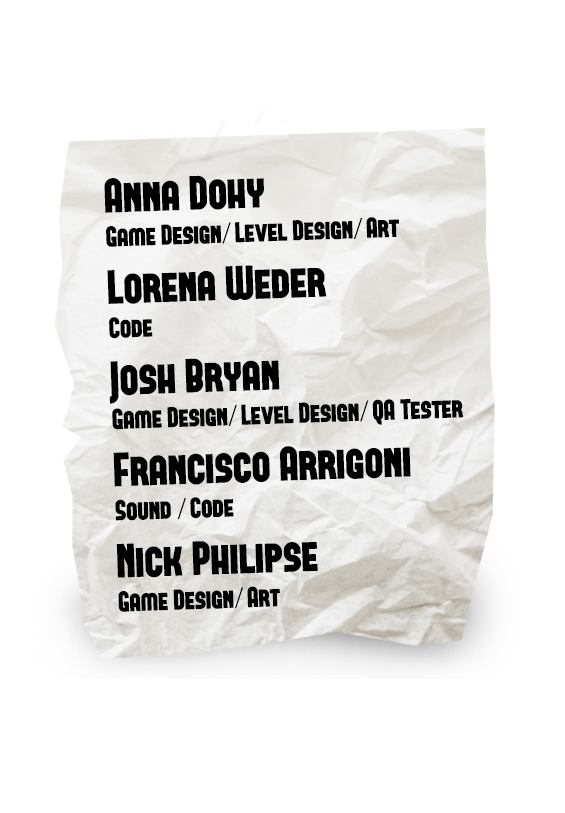 Anna Dohy
Game Design/ Level Design/ Art
Lorena Weder
Code
Josh Bryan
Game Design/ Level Design/ QA Tester
Francisco Arrigoni
Sound / Code
Nick Philipse
Game Design/ Art